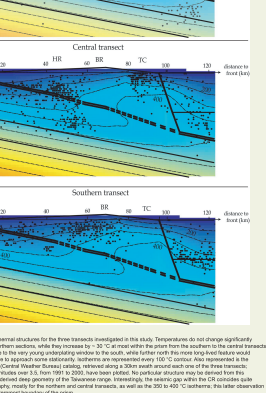 Central transect
HR BR TC
20 40 60 80 100 120 distance to
front (km)
400
Southern transect
BR TC
20 40 60 80 100 120 distance to
front (km)
400
ermal structures for the three transects investigated in this study. Temperatures do not change significantly
rthern sections, while they increase by ~ 30 °C at most within the prism from the southern to the central transects
e to the very young underplating window to the south, while further north this more long-lived feature would
e to approach some stationarity. Isotherms are represented every 100 °C contour. Also represented is the
(Central Weather Bureau) catalog, retrieved along a 30km swath around each one of the three transects;
nitudes over 3.5, from 1991 to 2000, have been plotted. No particular structure may be derived from this
derived deep geometry of the Taiwanese range. Interestingly, the seismic gap within the CR coincides quite
phy, mostly for the northern and central transects, as well as the 350 to 400 °C isotherms; this latter observation
ernmost boundary of the prism.